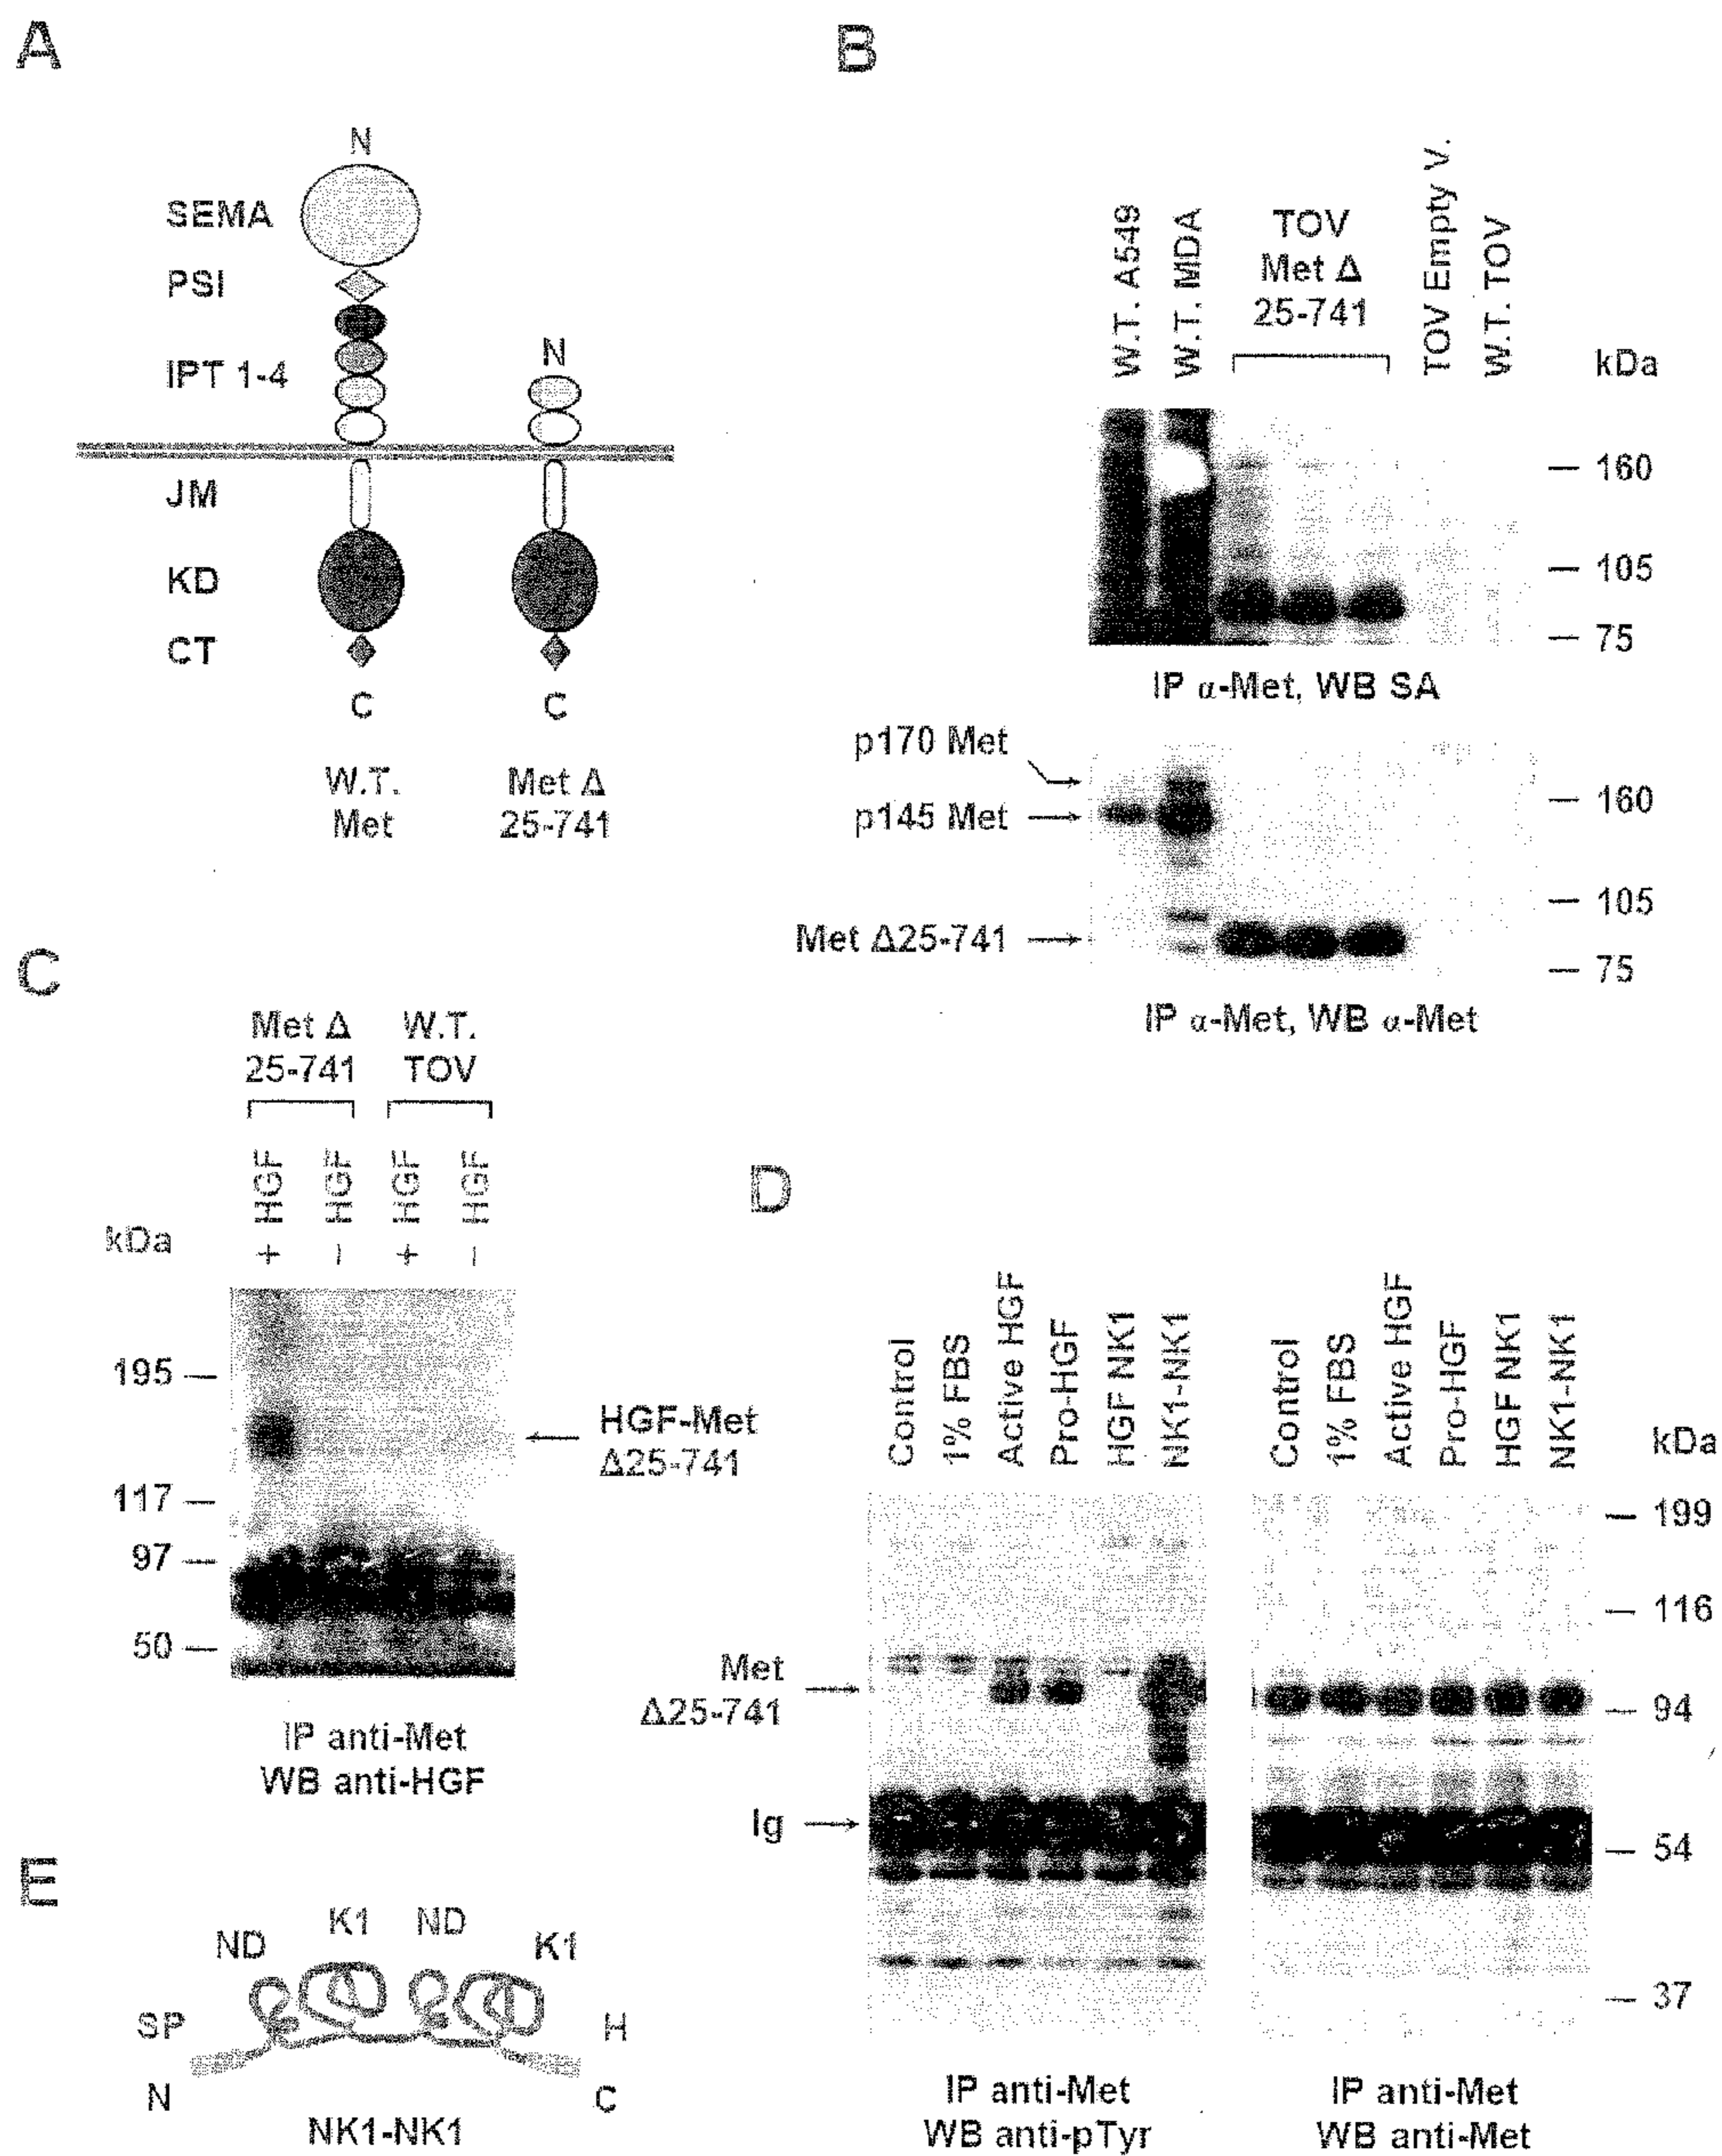 A
N
SEMA
PSI
IPT 1-4
N
JM
KD
CT
C
C
W.T.
Met
Met Δ
25-741
B
W.T. A549
W.T. MDA
TOV
Met Δ
25-741
TOV Empty V.
W.T. TOV
kDa
160
105
75
IP α-Met, WB SA
p170 Met
p145 Met
Met Δ25-741
160
105
75
IP α-Met, WB α-Met
C
Met Δ
25-741
W.T.
TOV
+ HGF
– HGF
+ HGF
– HGF
kDa
195
117
97
50
HGF-Met
Δ25-741
IP anti-Met
WB anti-HGF
D
Control
1% FBS
Active HGF
Pro-HGF
HGF NK1
NK1-NK1
Control
1% FBS
Active HGF
Pro-HGF
HGF NK1
NK1-NK1
kDa
199
116
94
54
37
Met
Δ25-741
Ig
IP anti-Met
WB anti-pTyr
IP anti-Met
WB anti-Met
E
ND
K1
ND
K1
SP
H
N
C
NK1-NK1